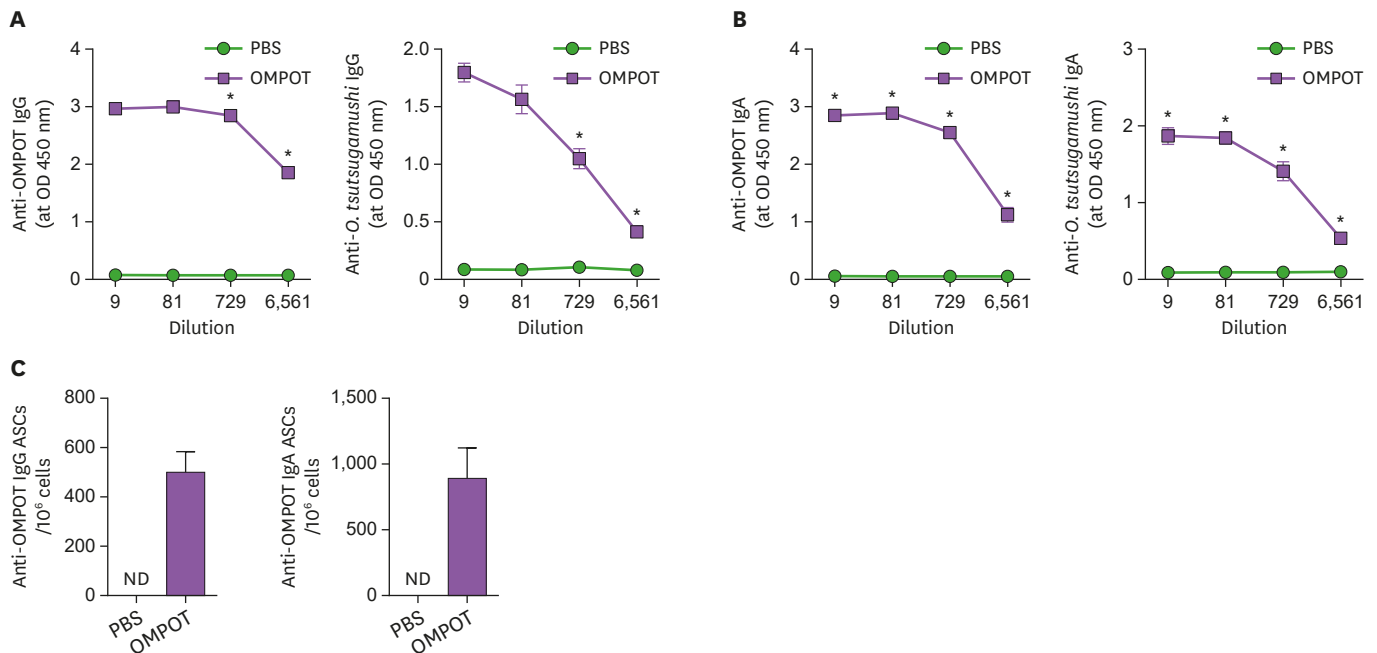 A
Anti-OMPOT IgG
(at OD 450 nm)
4
3
2
1
0
PBS
OMPOT
*
*
9 81 729 6,561
Dilution
Anti-O. tsutsugamushi IgG
(at OD 450 nm)
2.0
1.5
1.0
0.5
0
PBS
OMPOT
*
*
9 81 729 6,561
Dilution
B
Anti-OMPOT IgA
(at OD 450 nm)
4
3
2
1
0
PBS
OMPOT
* * *
*
9 81 729 6,561
Dilution
Anti-O. tsutsugamushi IgA
(at OD 450 nm)
3
2
1
0
PBS
OMPOT
* *
*
*
9 81 729 6,561
Dilution
C
Anti-OMPOT IgG ASCs
/10⁶ cells
800
600
400
200
0
ND
PBS
OMPOT
Anti-OMPOT IgA ASCs
/10⁶ cells
1,500
1,000
500
0
ND
PBS
OMPOT